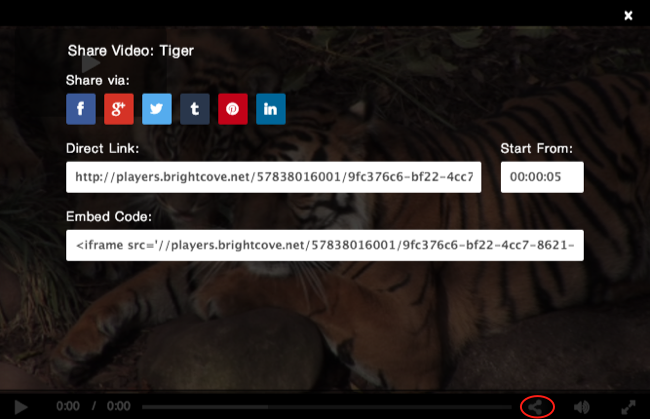 Share Video: Tiger
Share via:
f g+ t in
Direct Link: Start From:
http://players.brightcove.net/57838016001/9fc376c6-bf22-4cc7 00:00:05
Embed Code:
<iframe src='//players.brightcove.net/57838016001/9fc376c6-bf22-4cc7-8621-
0:00 / 0:00